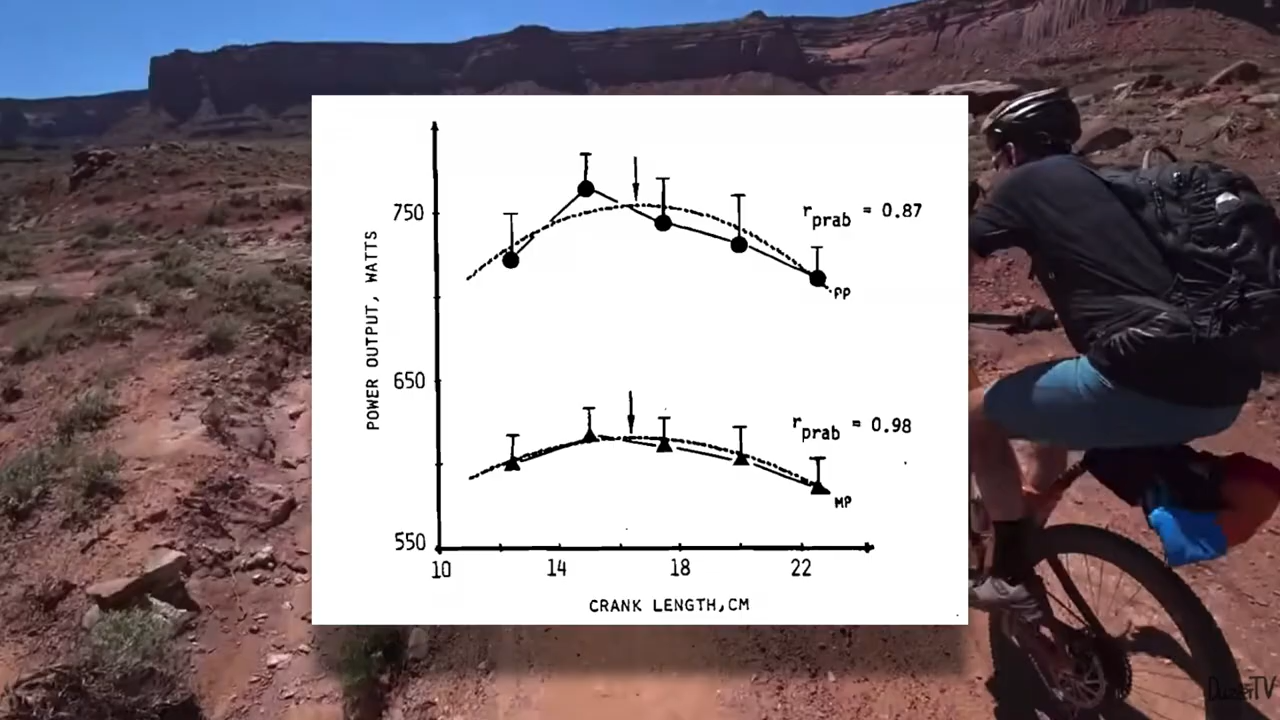 POWER OUTPUT, WATTS
750
650
550
r prab = 0.87
PP
r prab = 0.98
MP
10 14 18 22
CRANK LENGTH,CM
DuzerTV